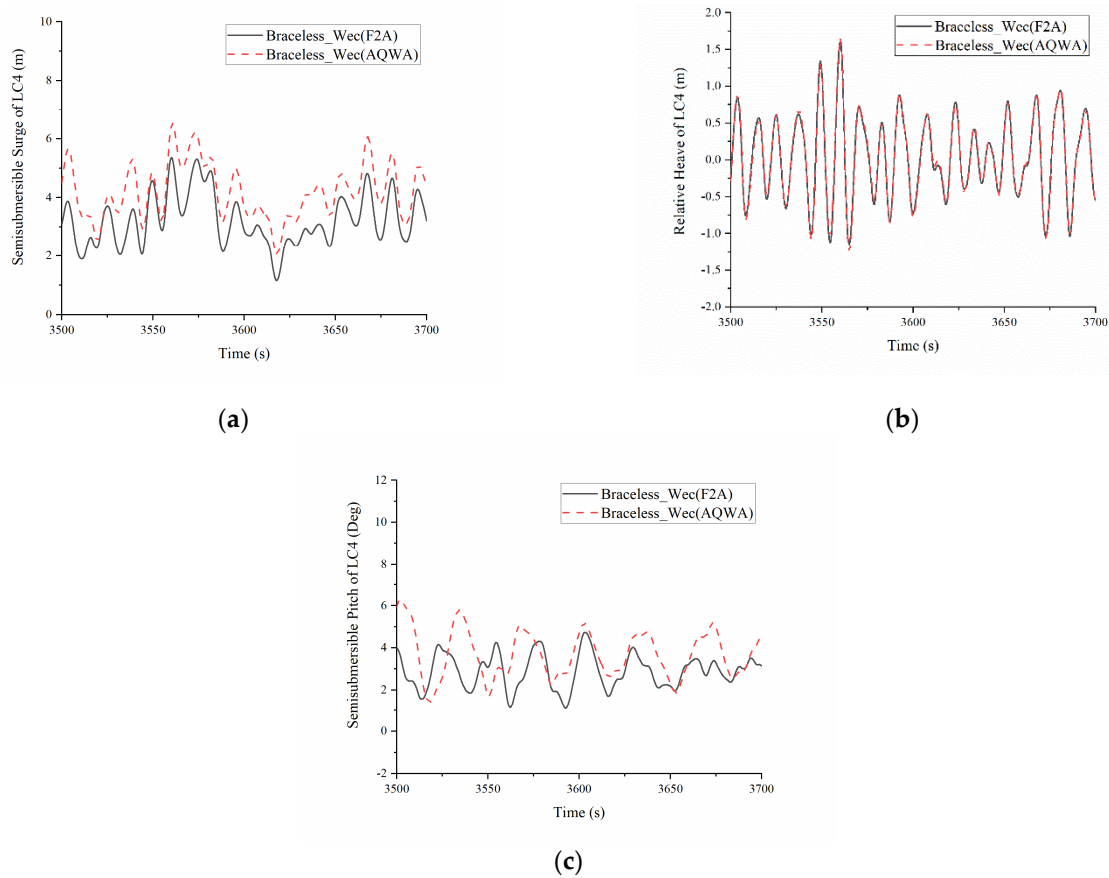 Braceless_Wec(F2A)
Braceless_Wec(AQWA)
Semisubmersible Surge of LC4 (m)
10
8
6
4
2
0
3500 3550 3600 3650 3700
Time (s)
(a)
Braceless_Wec(F2A)
Braceless_Wec(AQWA)
Relative Heave of LC4 (m)
2.0
1.5
1.0
0.5
0.0
-0.5
-1.0
-1.5
-2.0
3500 3550 3600 3650 3700
Time (s)
(b)
Braceless_Wec(F2A)
Braceless_Wec(AQWA)
Semisubmersible Pitch of LC4 (Deg)
12
10
8
6
4
2
0
-2
3500 3550 3600 3650 3700
Time (s)
(c)